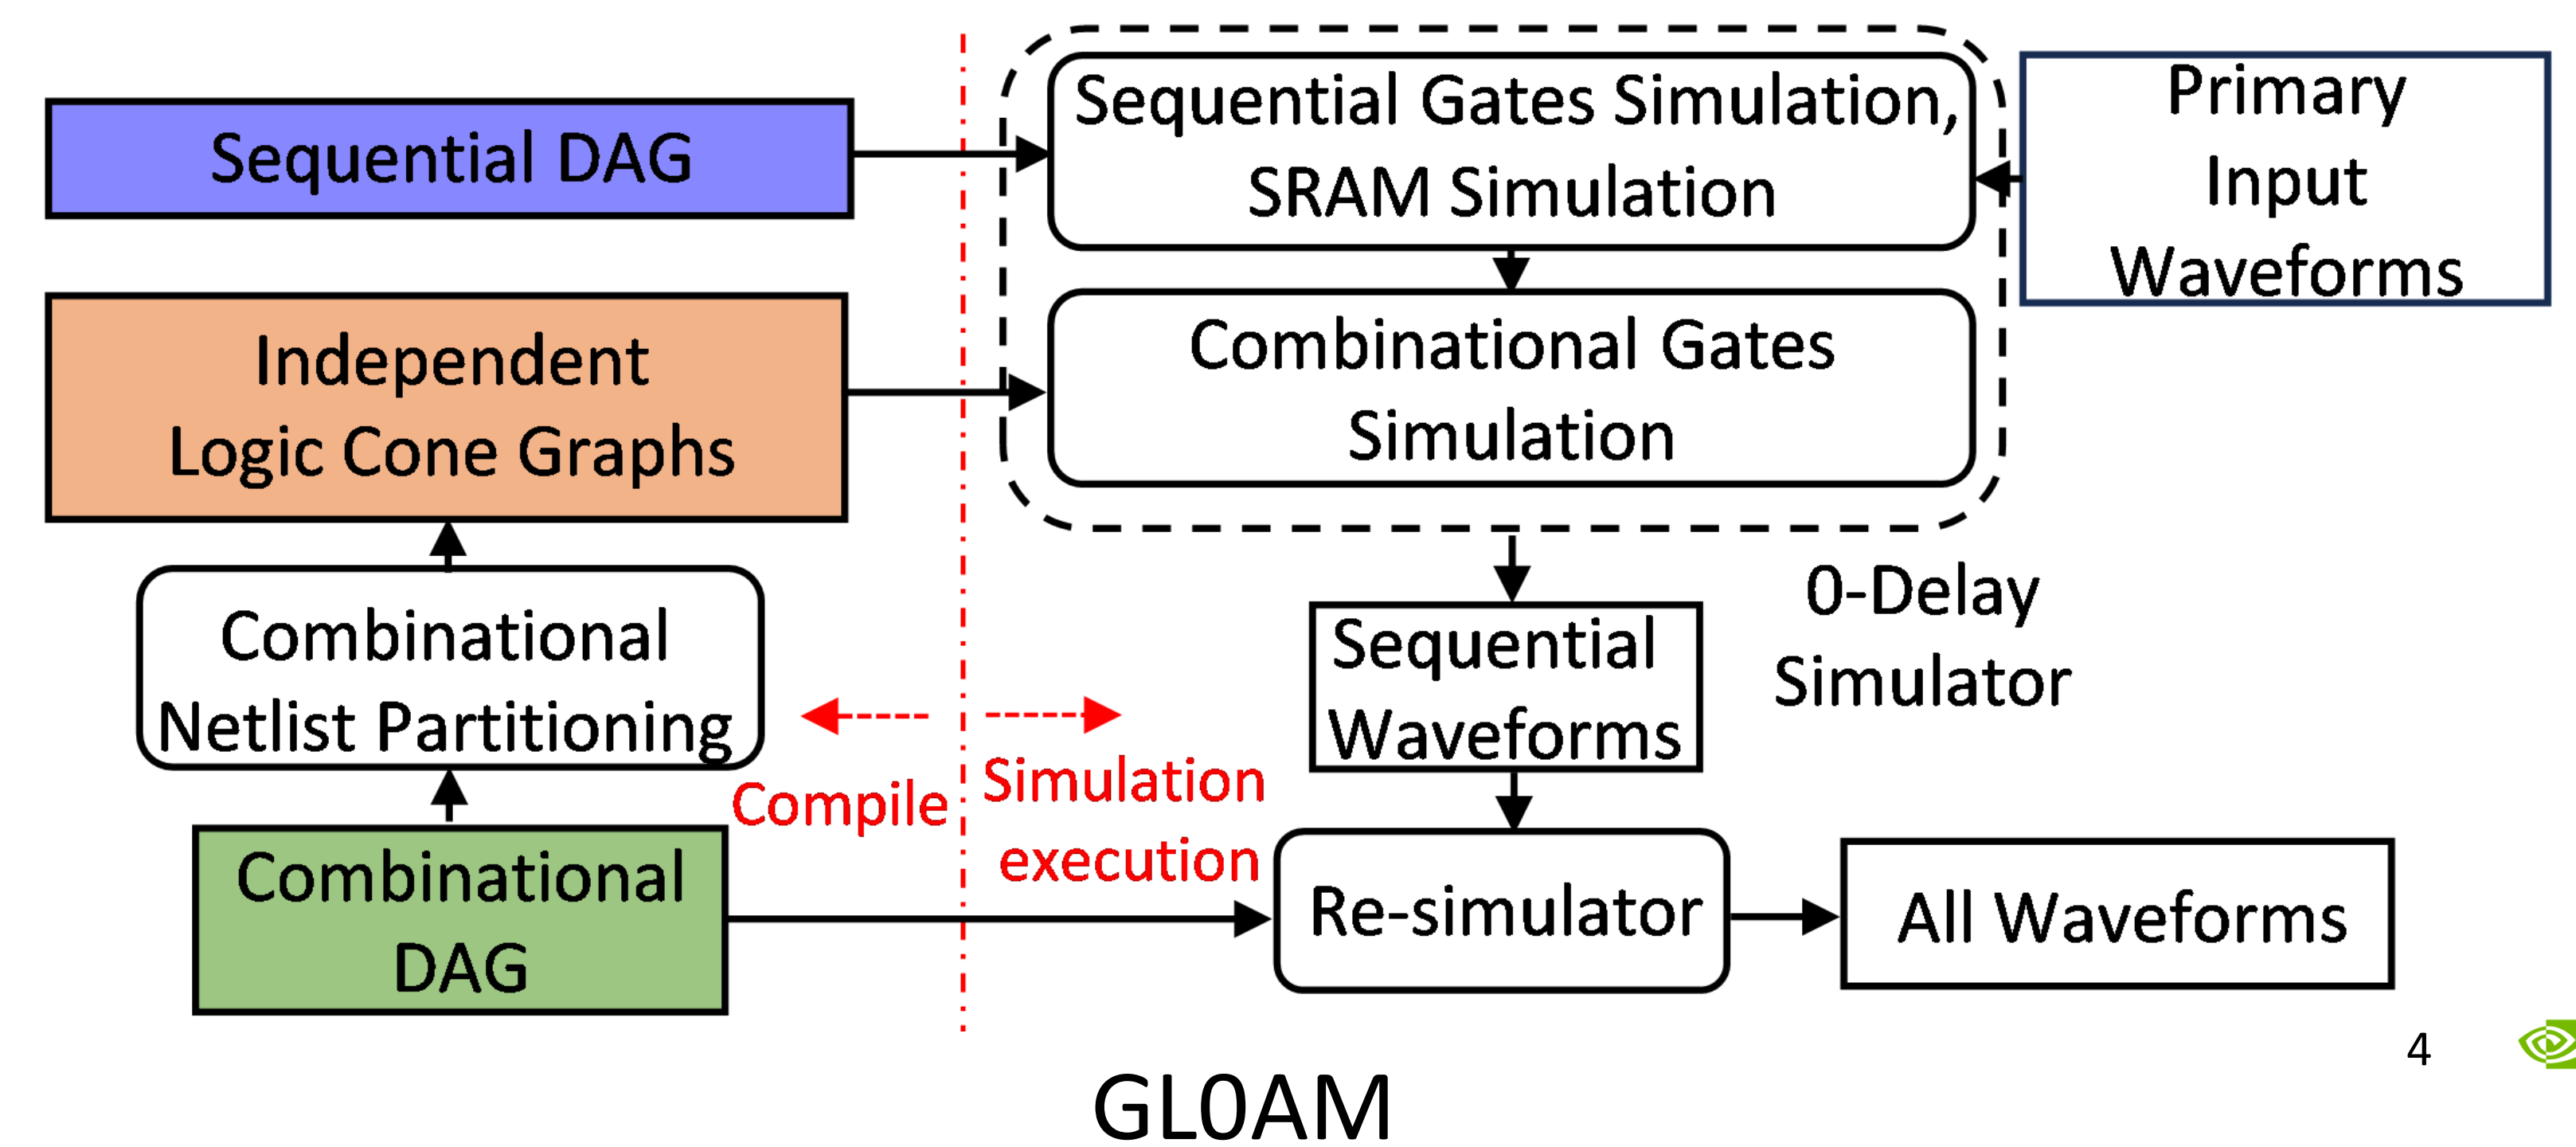 Sequential DAG
Sequential Gates Simulation,
SRAM Simulation
Primary
Input
Waveforms
Independent
Logic Cone Graphs
Combinational Gates
Simulation
Combinational
Netlist Partitioning
Compile
Simulation
execution
Sequential
Waveforms
0-Delay
Simulator
Combinational
DAG
Re-simulator
All Waveforms
4
GL0AM